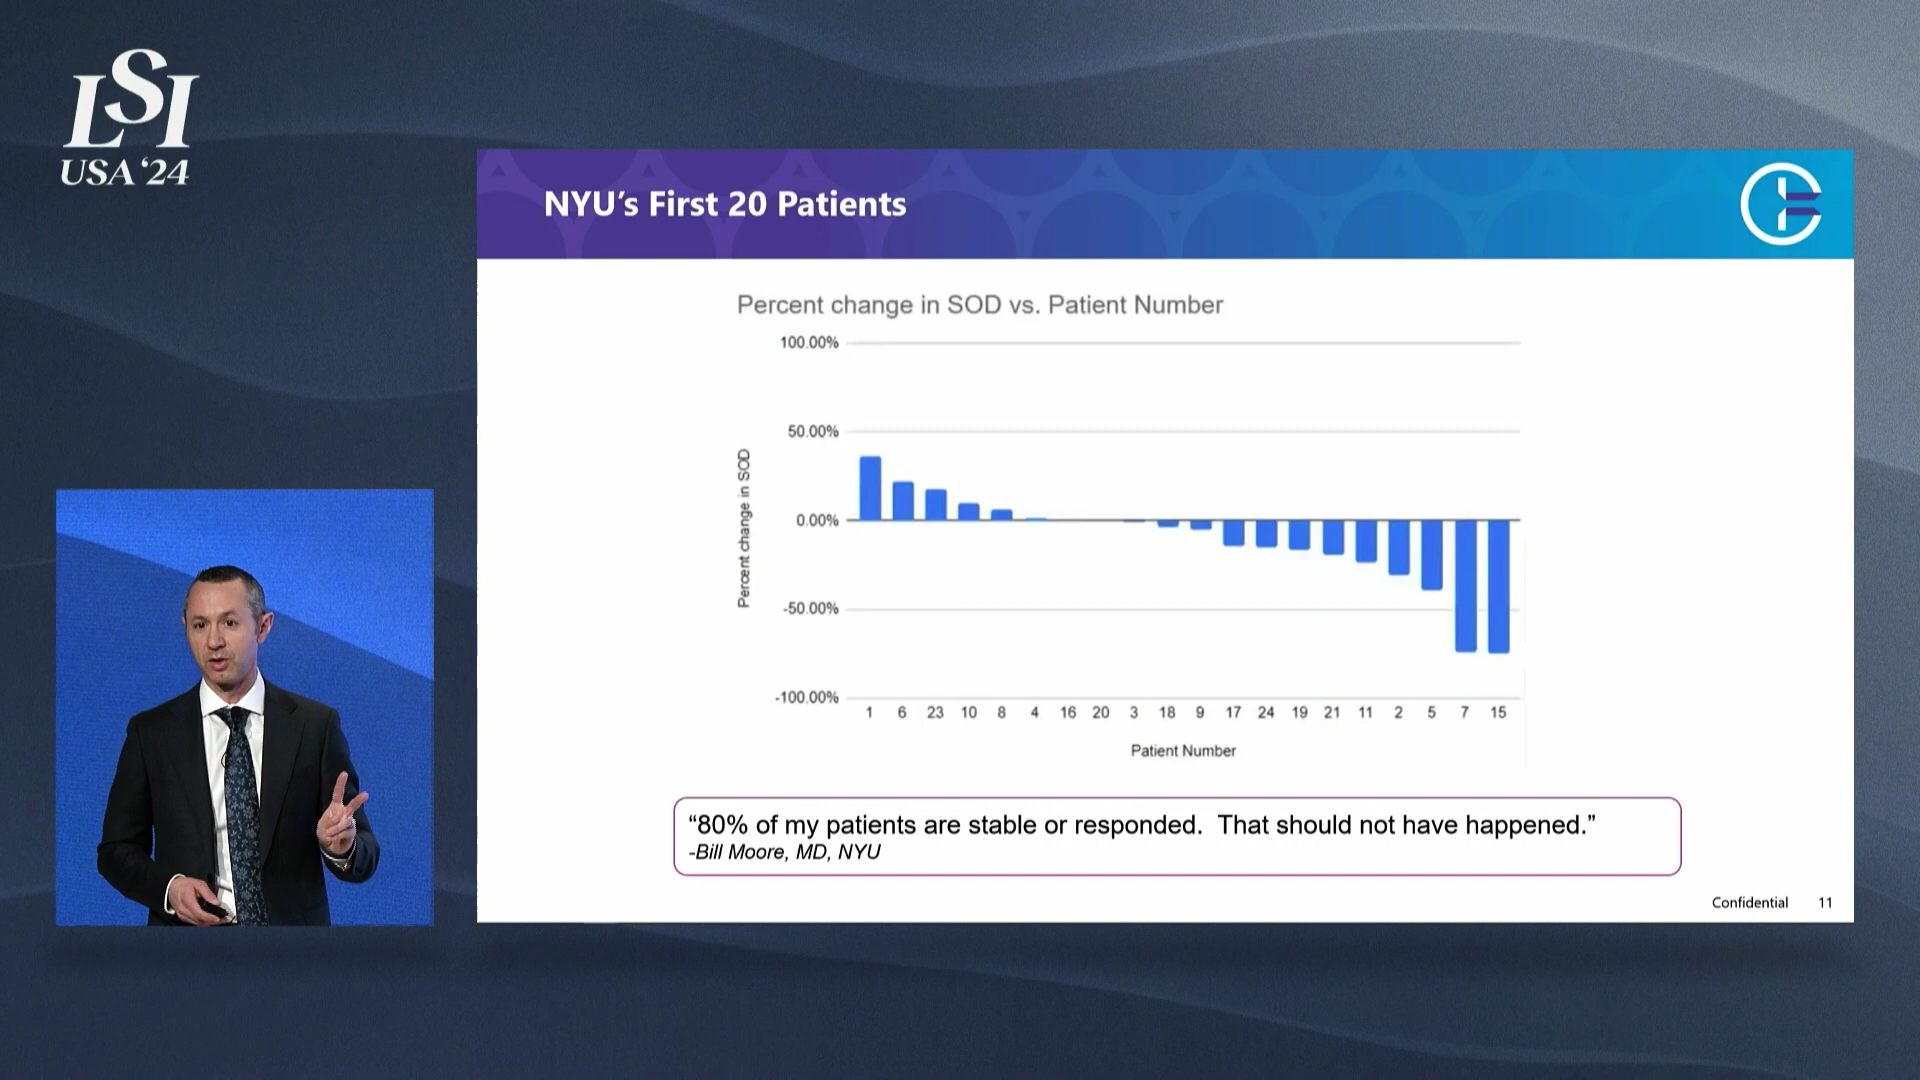 LSI
USA '24
NYU's First 20 Patients
Percent change in SOD vs. Patient Number
100.00%
50.00%
0.00%
-50.00%
-100.00%
Percent change in SOD
1 6 23 10 8 4 16 20 3 18 9 17 24 19 21 11 2 5 7 15
Patient Number
“80% of my patients are stable or responded.  That should not have happened.”
-Bill Moore, MD, NYU
Confidential 11